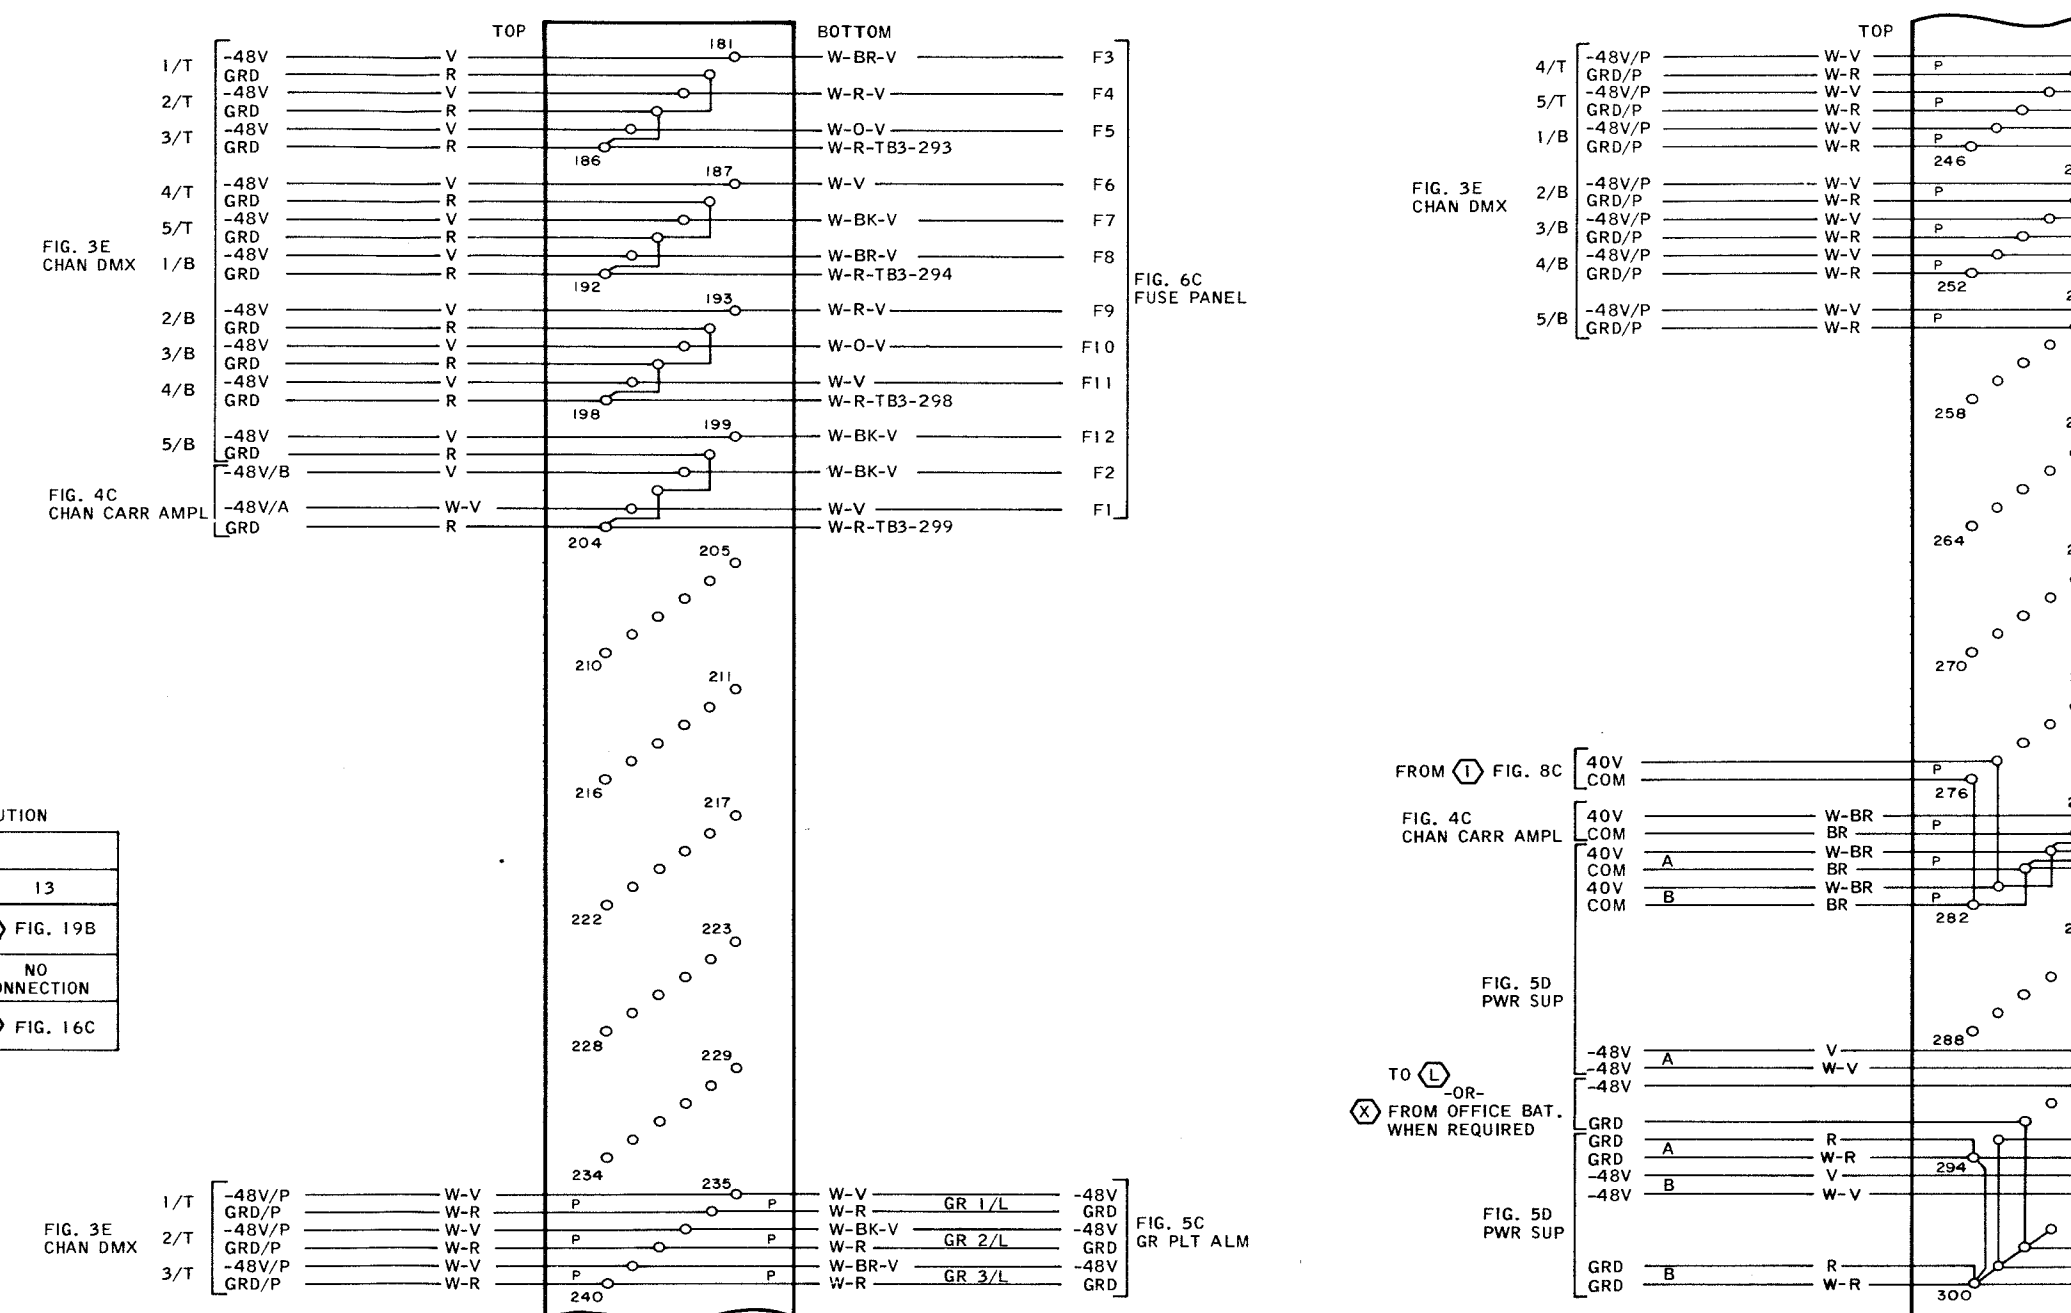 TOP
BOTTOM
181
1/T
-48V V W-BR-V F3
GRD R
2/T
-48V V W-R-V F4
GRD R
3/T
-48V V W-O-V F5
GRD R W-R-TB3-293
186
187
4/T
-48V V W-V F6
GRD R
5/T
-48V V W-BK-V F7
GRD R
FIG. 3E
CHAN DMX
1/B
-48V V W-BR-V F8
GRD R W-R-TB3-294
192
FIG. 6C
FUSE PANEL
193
2/B
-48V V W-R-V F9
GRD R
3/B
-48V V W-O-V F10
GRD R
4/B
-48V V W-V F11
GRD R W-R-TB3-298
198
199
5/B
-48V V W-BK-V F12
GRD R
-48V/B V W-BK-V F2
FIG. 4C
CHAN CARR AMPL
-48V/A W-V W-V F1
GRD R W-R-TB3-299
204
205
210
211
216
217
222
223
228
229
234
235
1/T
-48V/P W-V W-V -48V
P P GR 1/L
GRD/P W-R W-R GRD
FIG. 3E
CHAN DMX
2/T
-48V/P W-V W-BK-V -48V
P P GR 2/L
GRD/P W-R W-R GRD
FIG. 5C
GR PLT ALM
3/T
-48V/P W-V W-BR-V -48V
P P GR 3/L
GRD/P W-R W-R GRD
240
13
FIG. 19B
NO
FIG. 16C
TOP
4/T
-48V/P W-V
P
GRD/P W-R
5/T
-48V/P W-V
P
GRD/P W-R
1/B
-48V/P W-V
P
GRD/P W-R
246
FIG. 3E
CHAN DMX
2/B
-48V/P W-V
P
GRD/P W-R
3/B
-48V/P W-V
P
GRD/P W-R
4/B
-48V/P W-V
P
GRD/P W-R
252
5/B
-48V/P W-V
P
GRD/P W-R
258
264
270
FROM 1 FIG. 8C
40V
P
COM
276
FIG. 4C
CHAN CARR AMPL
40V W-BR
P
COM BR
40V W-BR
A P
COM BR
40V W-BR
B P
COM BR
282
FIG. 5D
PWR SUP
288
-48V V
A
-48V W-V
TO L
-OR-
X FROM OFFICE BAT.
WHEN REQUIRED
-48V
GRD
GRD R
A
GRD W-R
294
-48V V
B
-48V W-V
FIG. 5D
PWR SUP
GRD R
B
GRD W-R
300